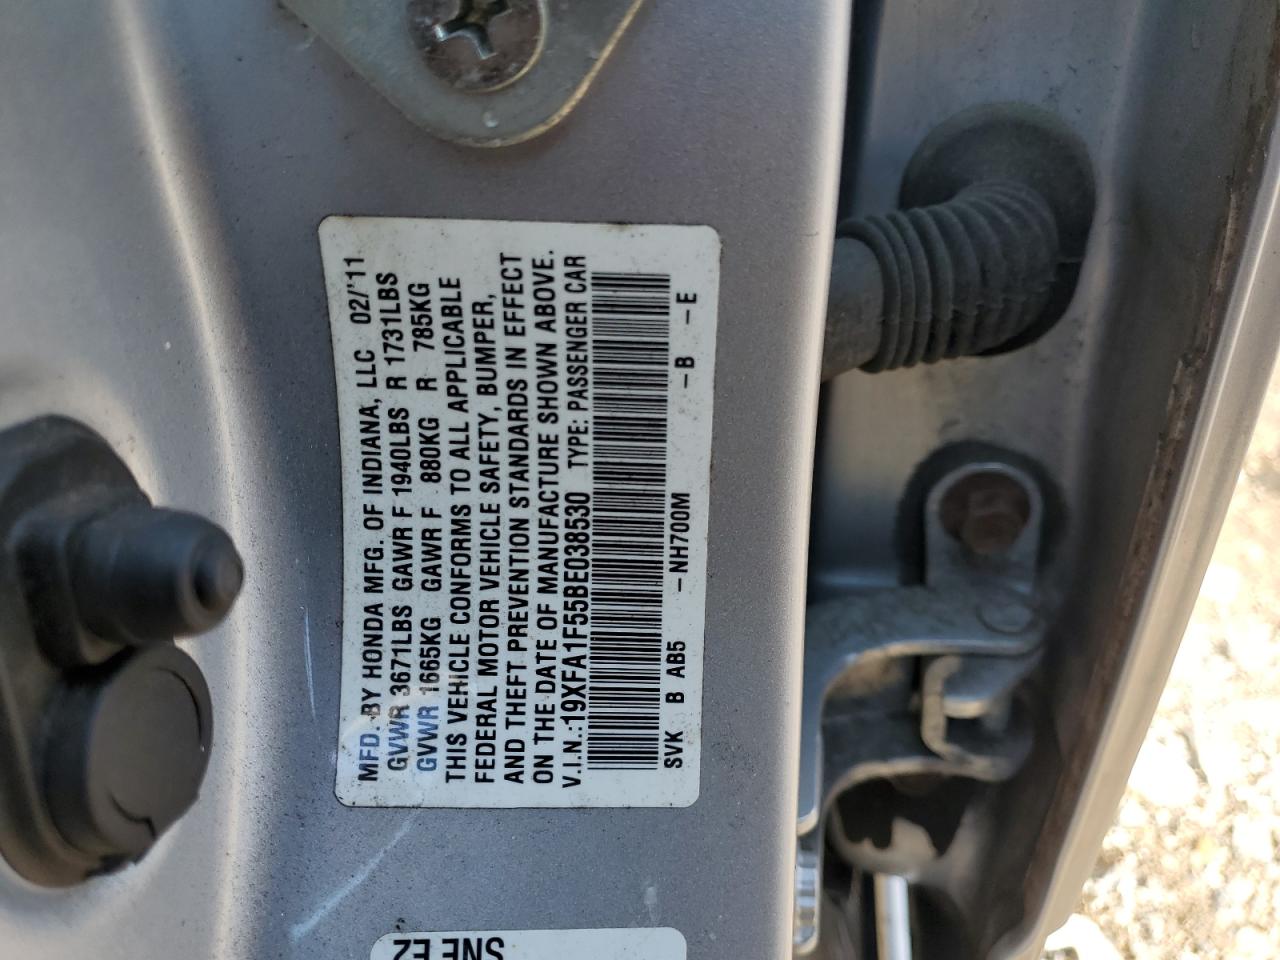 MFD. BY HONDA MFG. OF INDIANA, LLC 02/'11
GVWR 3671LBS GAWR F 1940LBS R 1731LBS
GVWR 1665KG GAWR F 880KG R 785KG
THIS VEHICLE CONFORMS TO ALL APPLICABLE
FEDERAL MOTOR VEHICLE SAFETY, BUMPER,
AND THEFT PREVENTION STANDARDS IN EFFECT
ON THE DATE OF MANUFACTURE SHOWN ABOVE.
V.I.N.:19XFA1F55BE038530 TYPE: PASSENGER CAR
SVK B AB5 –NH700M –B –E